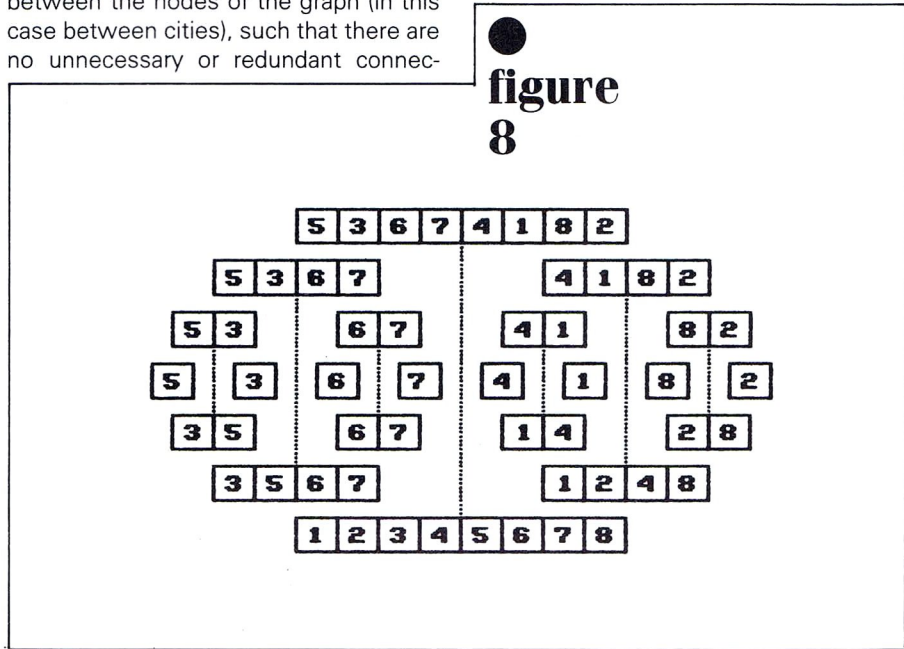 between the nodes of the graph (in this
case between cities), such that there are
no unnecessary or redundant connec-
figure
8
5 3 6 7 4 1 8 2
5 3 6 7 4 1 8 2
5 3 6 7 4 1 8 2
5 3 6 7 4 1 8 2
3 5 6 7 1 4 2 8
3 5 6 7 1 2 4 8
1 2 3 4 5 6 7 8